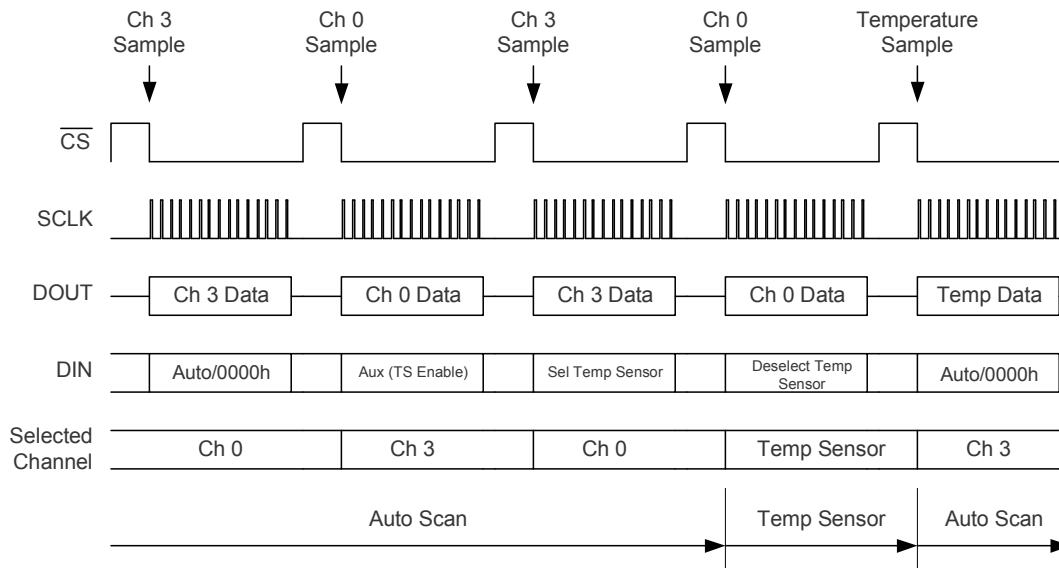 Ch 3 Sample
Ch 0 Sample
Ch 3 Sample
Ch 0 Sample
Temperature Sample
CS
SCLK
DOUT
Ch 3 Data
Ch 0 Data
Ch 3 Data
Ch 0 Data
Temp Data
DIN
Auto/0000h
Aux (TS Enable)
Sel Temp Sensor
Deselect Temp Sensor
Auto/0000h
Selected Channel
Ch 0
Ch 3
Ch 0
Temp Sensor
Ch 3
Auto Scan
Temp Sensor
Auto Scan